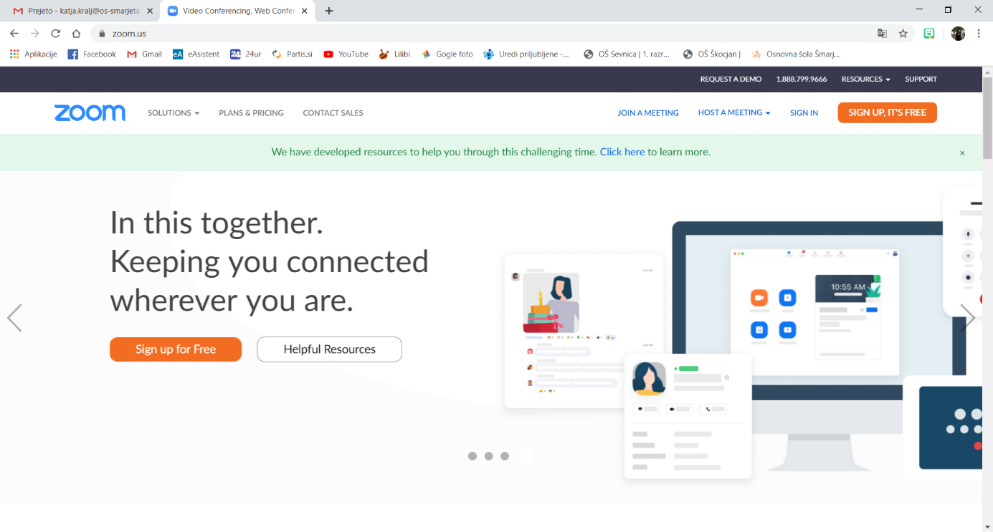 Prejeto - katja.kralj@os-smarjeta.
Video Conferencing, Web Confer
zoom.us
Aplikacije
Facebook
Gmail
eAsistent
24ur
Partis.si
YouTube
Lilibi
Gogle foto
Uredi priljubljene -...
OŠ Sevnica | 1. razr...
OŠ Škocjan |
Osnovna šola Šmarj...
REQUEST A DEMO
1.888.799.9666
RESOURCES
SUPPORT
zoom
SOLUTIONS
PLANS & PRICING
CONTACT SALES
JOIN A MEETING
HOST A MEETING
SIGN IN
SIGN UP, IT'S FREE
We have developed resources to help you through this challenging time. Click here to learn more.
In this together.
Keeping you connected
wherever you are.
Sign up for Free
Helpful Resources
10:55 AM